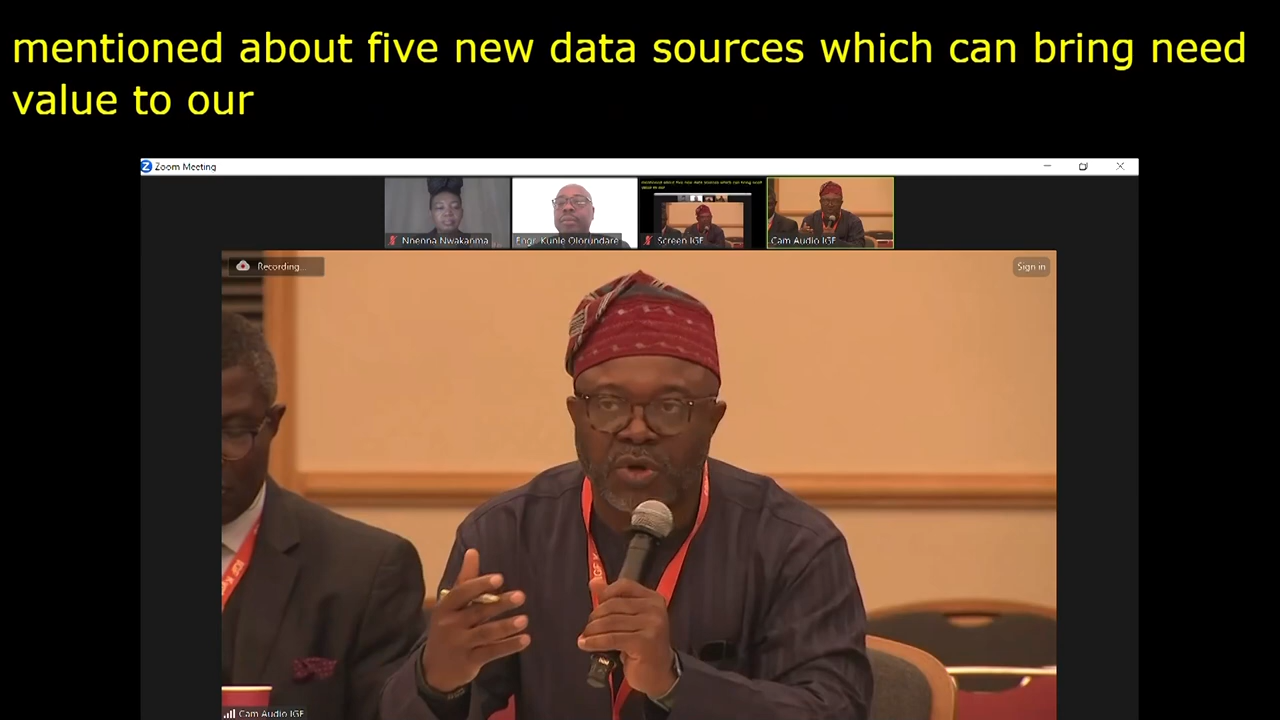 mentioned about five new data sources which can bring need
value to our
Zoom Meeting
Nnenna Nwakanma
Engr. Kunle Olorundare
Screen IGF
Cam Audio IGF
Recording...
Sign in
Cam Audio IGF